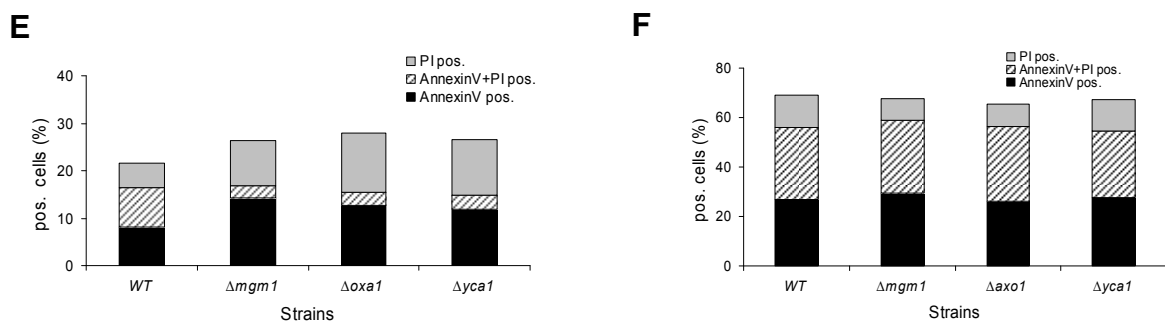 E
PI pos.
AnnexinV+PI pos.
AnnexinV pos.
pos. cells (%)
40
30
20
10
0
WT
Δmgm1
Δoxa1
Δyca1
Strains
F
PI pos.
AnnexinV+PI pos.
AnnexinV pos.
pos. cells (%)
80
60
40
20
0
WT
Δmgm1
Δaxo1
Δyca1
Strains